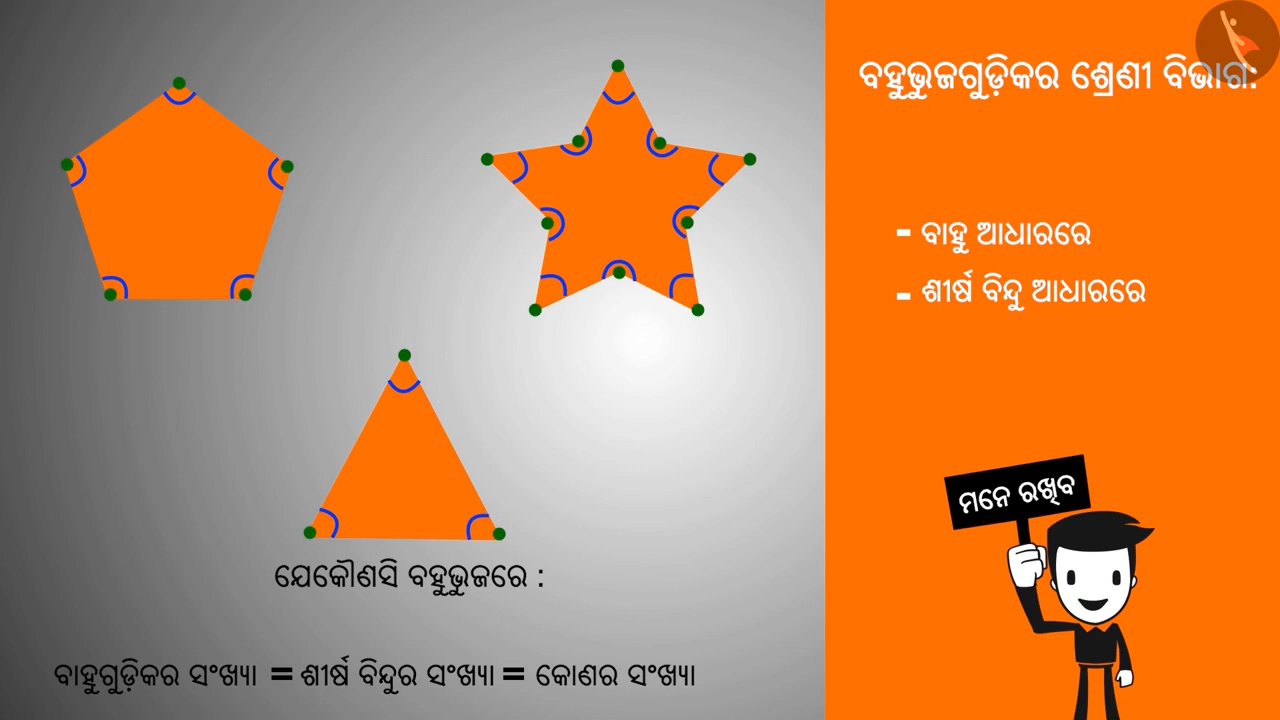 ବହୁଭୁଜଗୁଡ଼ିକର ଶ୍ରେଣୀ ବିଭାଗ:
- ବାହୁ ଆଧାରରେ
- ଶୀର୍ଷ ବିନ୍ଦୁ ଆଧାରରେ
ମନେ ରଖିବ
ଯେକୌଣସି ବହୁଭୁଜରେ :
ବାହୁଗୁଡ଼ିକର ସଂଖ୍ୟା = ଶୀର୍ଷ ବିନ୍ଦୁର ସଂଖ୍ୟା = କୋଣର ସଂଖ୍ୟା